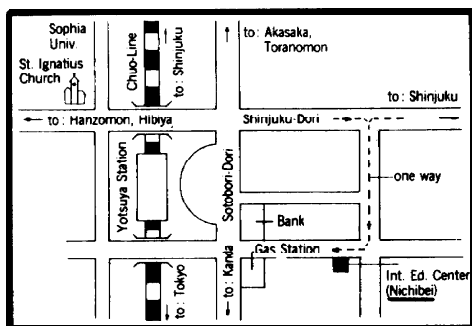 Sophia
Univ.
St. Ignatius
Church
Chuo-Line
to: Shinjuku
to: Akasaka,
Toranomon
to: Shinjuku
to: Hanzomon, Hibiya
Shinjuku-Dori
Yotsuya Station
Sotobori-Dori
one way
Bank
Gas Station
to: Tokyo
to: Kanda
Int. Ed. Center
(Nichibei)